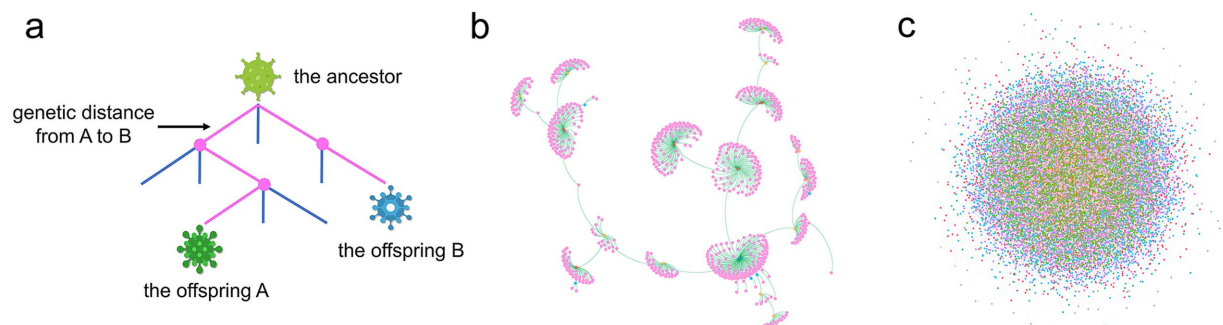 a
the ancestor
genetic distance
from A to B
the offspring B
the offspring A
b
c